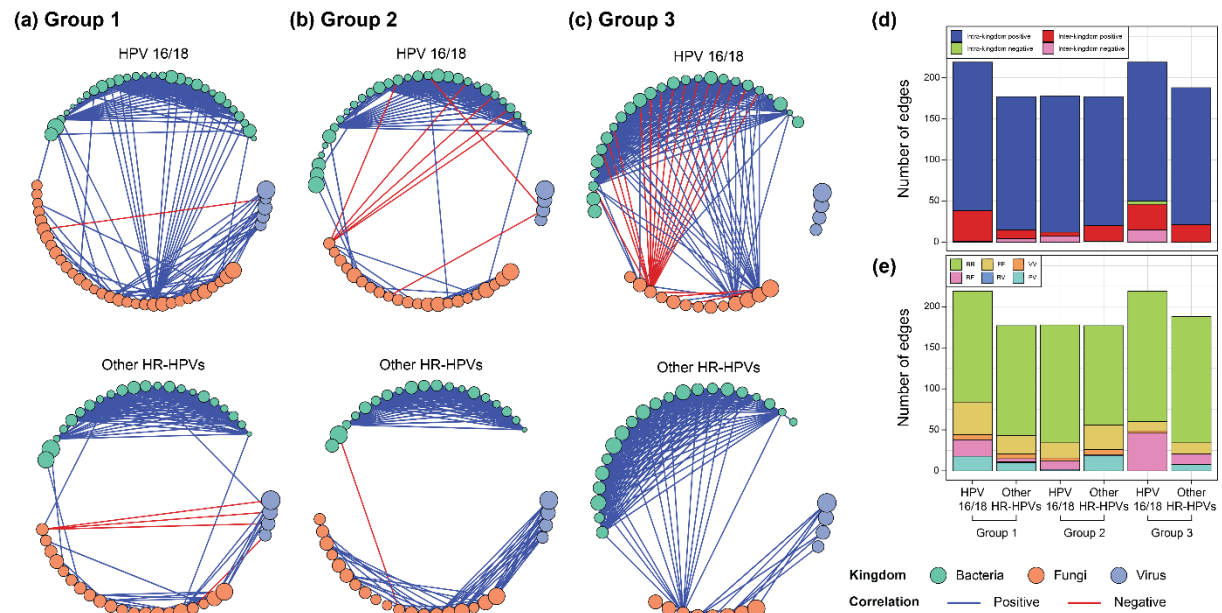 (a) Group 1
HPV 16/18
Other HR-HPVs
(b) Group 2
HPV 16/18
Other HR-HPVs
(c) Group 3
HPV 16/18
Other HR-HPVs
(d)
Intra-kingdom positive
Inter-kingdom positive
Intra-kingdom negative
Inter-kingdom negative
Number of edges
200
150
100
50
0
(e)
BB
FF
VV
BF
BV
FV
Number of edges
200
150
100
50
0
HPV
16/18
Other
HR-HPVs
HPV
16/18
Other
HR-HPVs
HPV
16/18
Other
HR-HPVs
Group 1
Group 2
Group 3
Kingdom
Bacteria
Fungi
Virus
Correlation
Positive
Negative